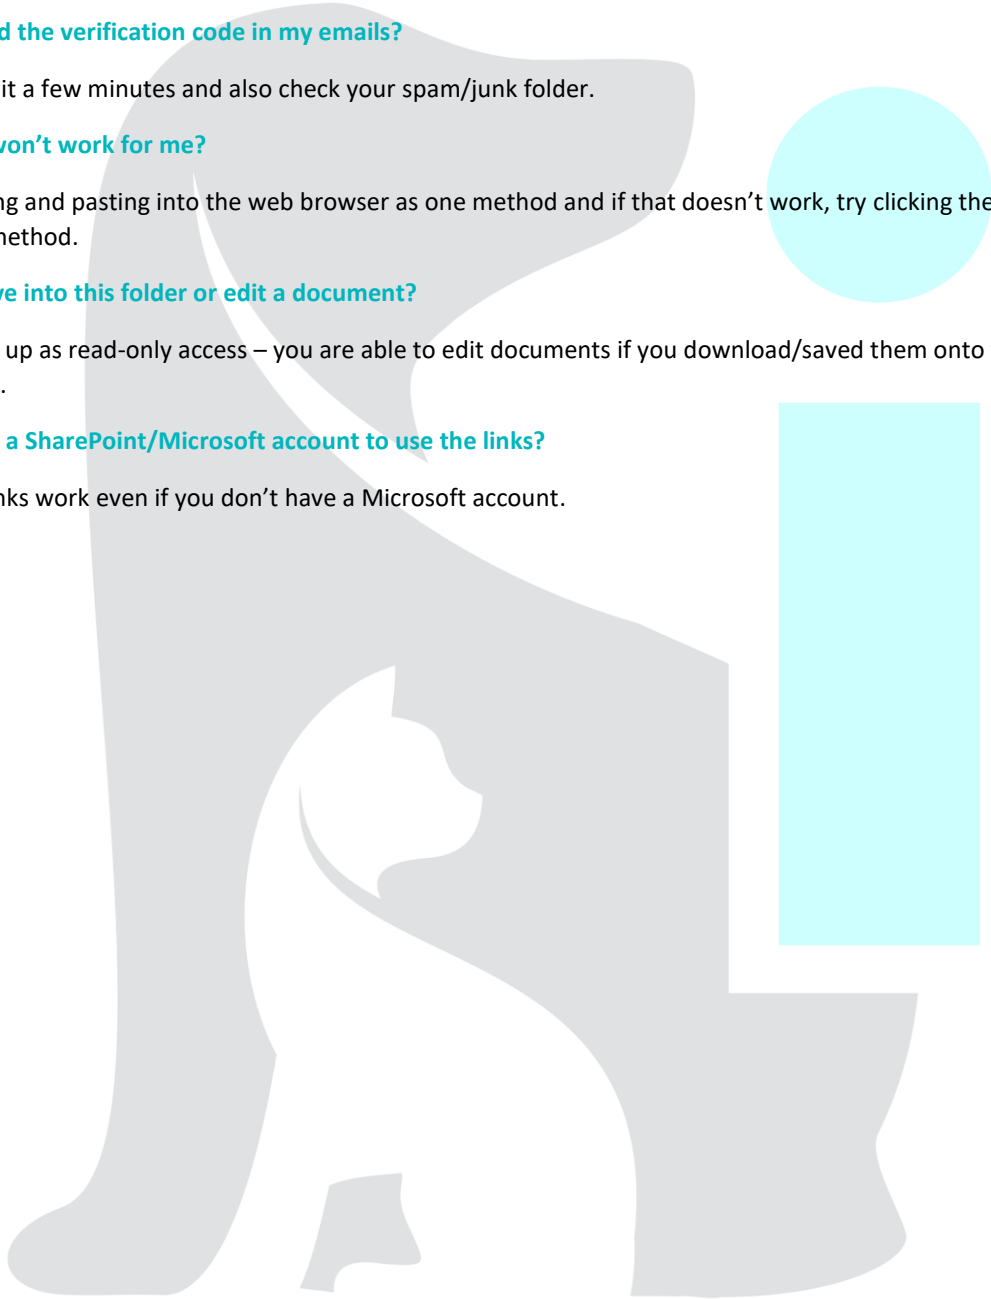 d the verification code in my emails?
it a few minutes and also check your spam/junk folder.
won’t work for me?
ng and pasting into the web browser as one method and if that doesn’t work, try clicking the
method.
ve into this folder or edit a document?
up as read-only access – you are able to edit documents if you download/saved them onto
.
a SharePoint/Microsoft account to use the links?
nks work even if you don’t have a Microsoft account.